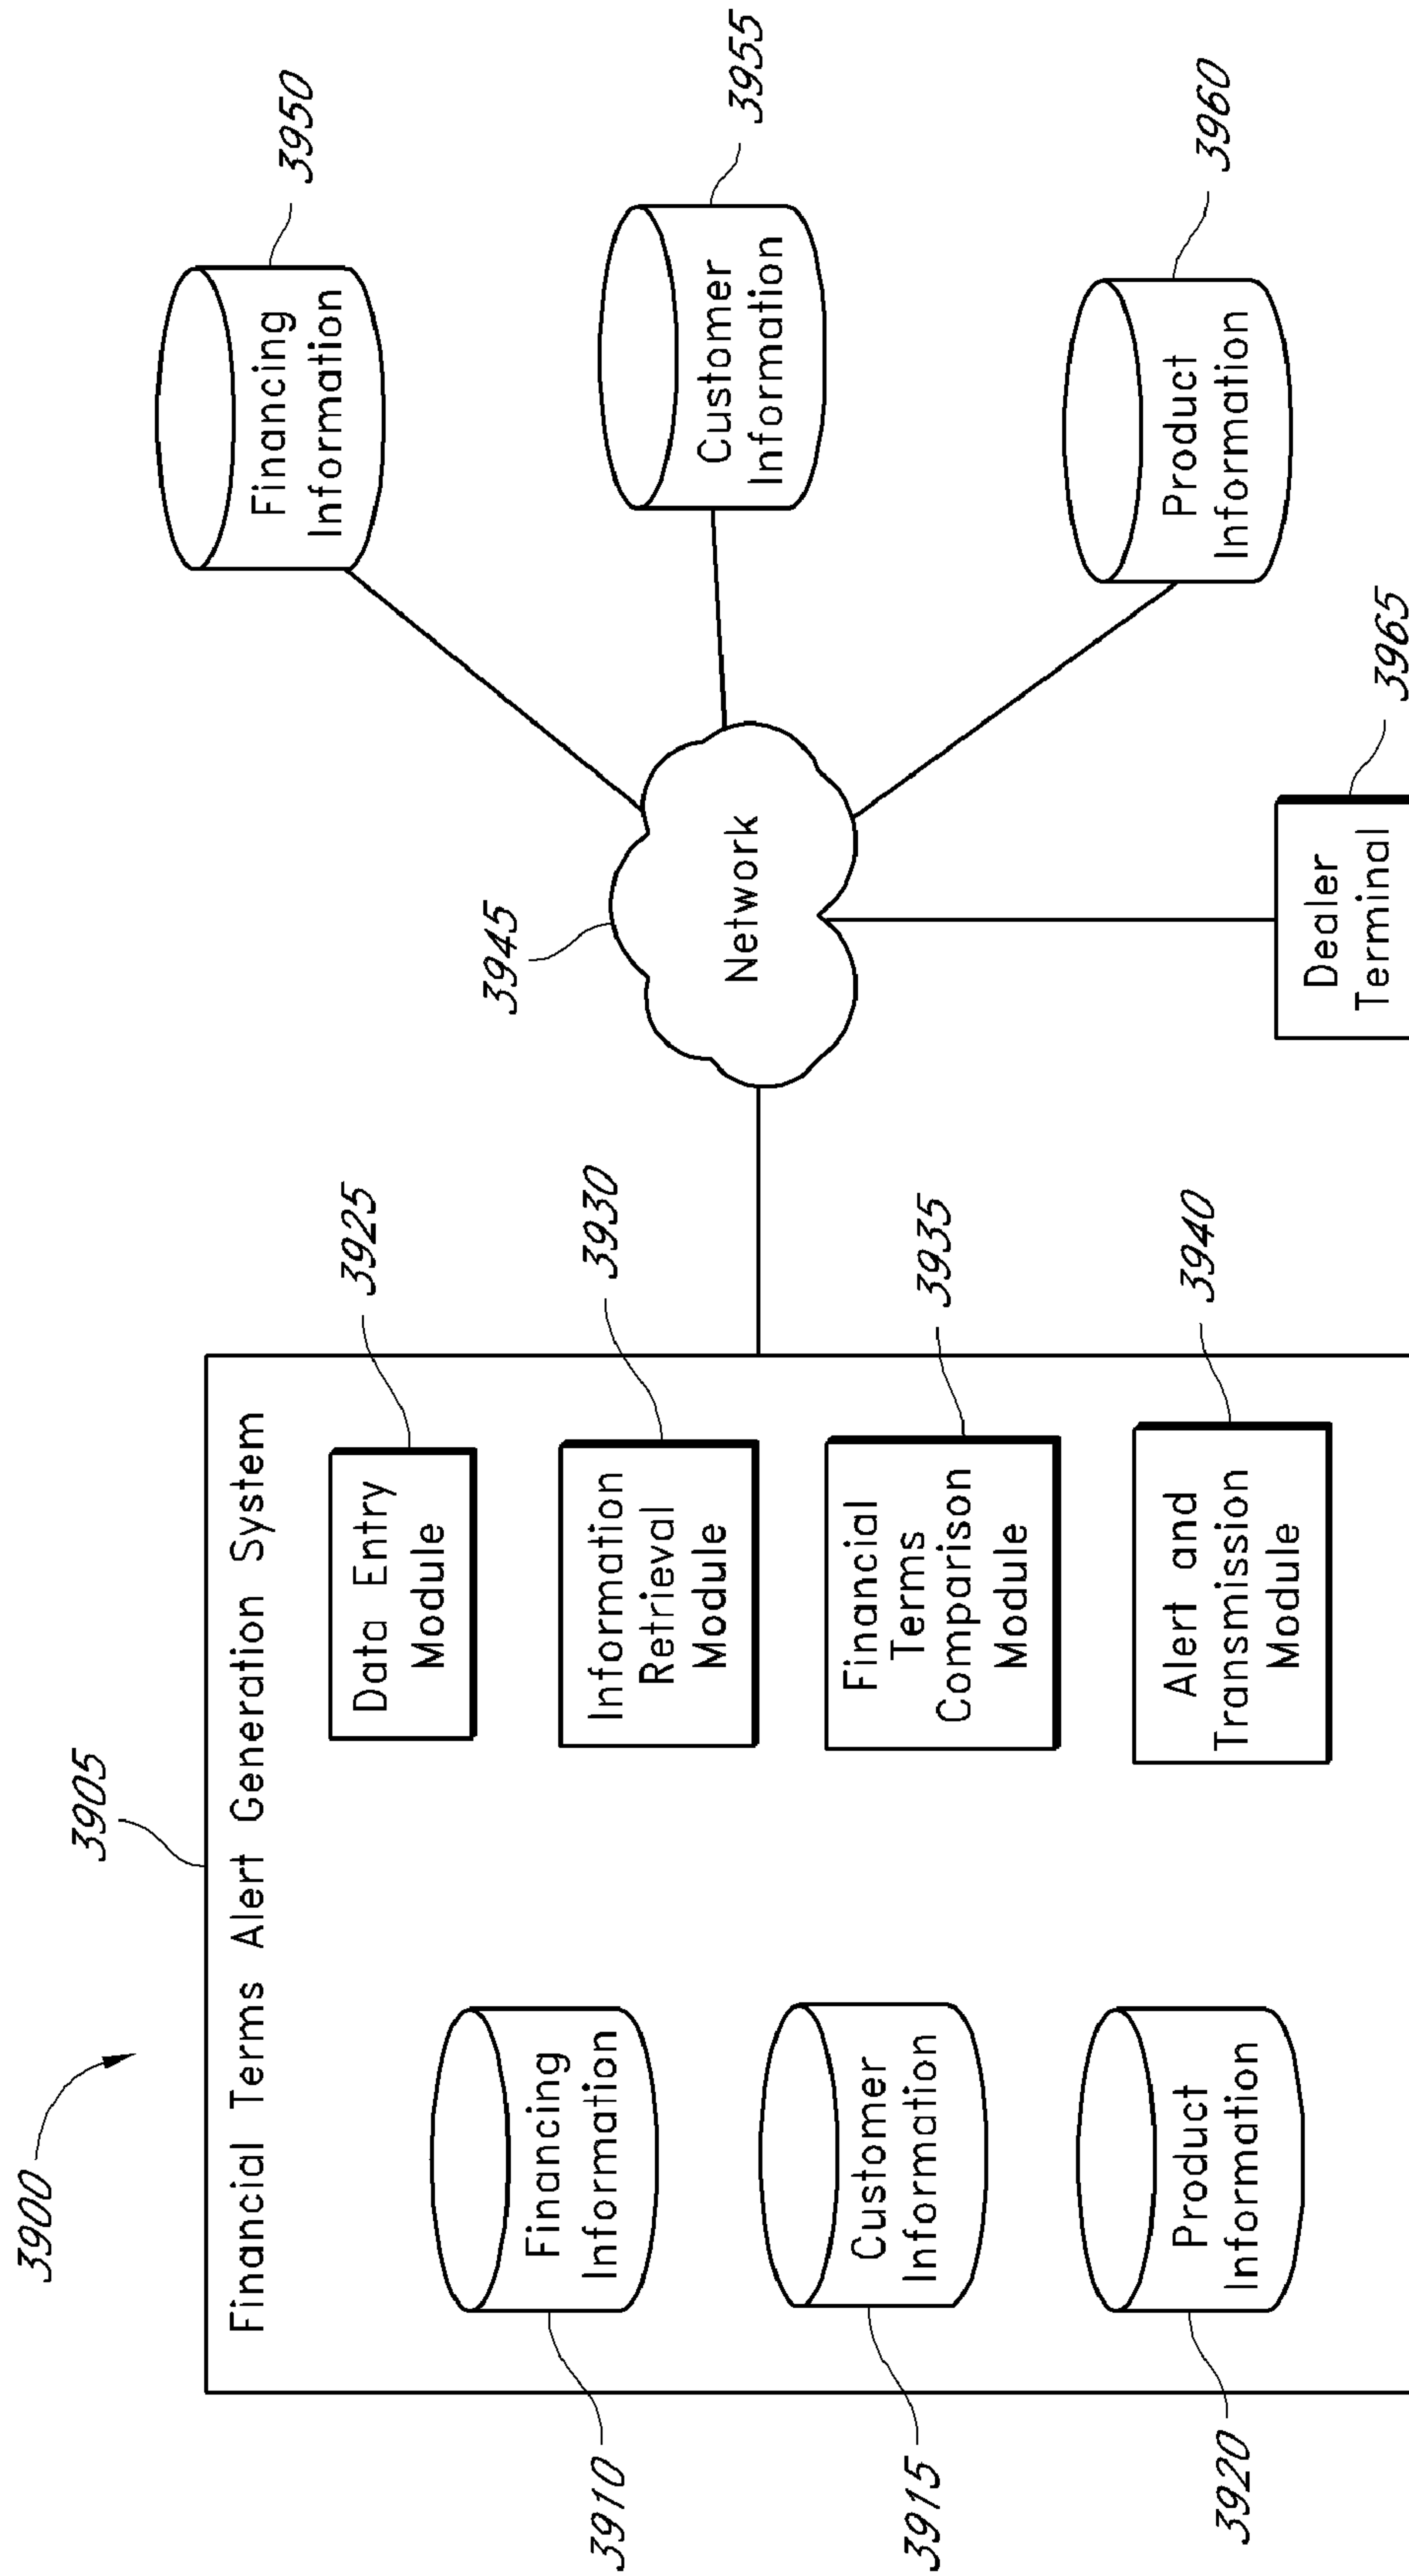 3900
3905
Financial Terms Alert Generation System
3910
Financing
Information
3915
Customer
Information
3920
Product
Information
3925
Data Entry
Module
3930
Information
Retrieval
Module
3935
Financial
Terms
Comparison
Module
3940
Alert and
Transmission
Module
3945
Network
3950
Financing
Information
3955
Customer
Information
3960
Product
Information
3965
Dealer
Terminal